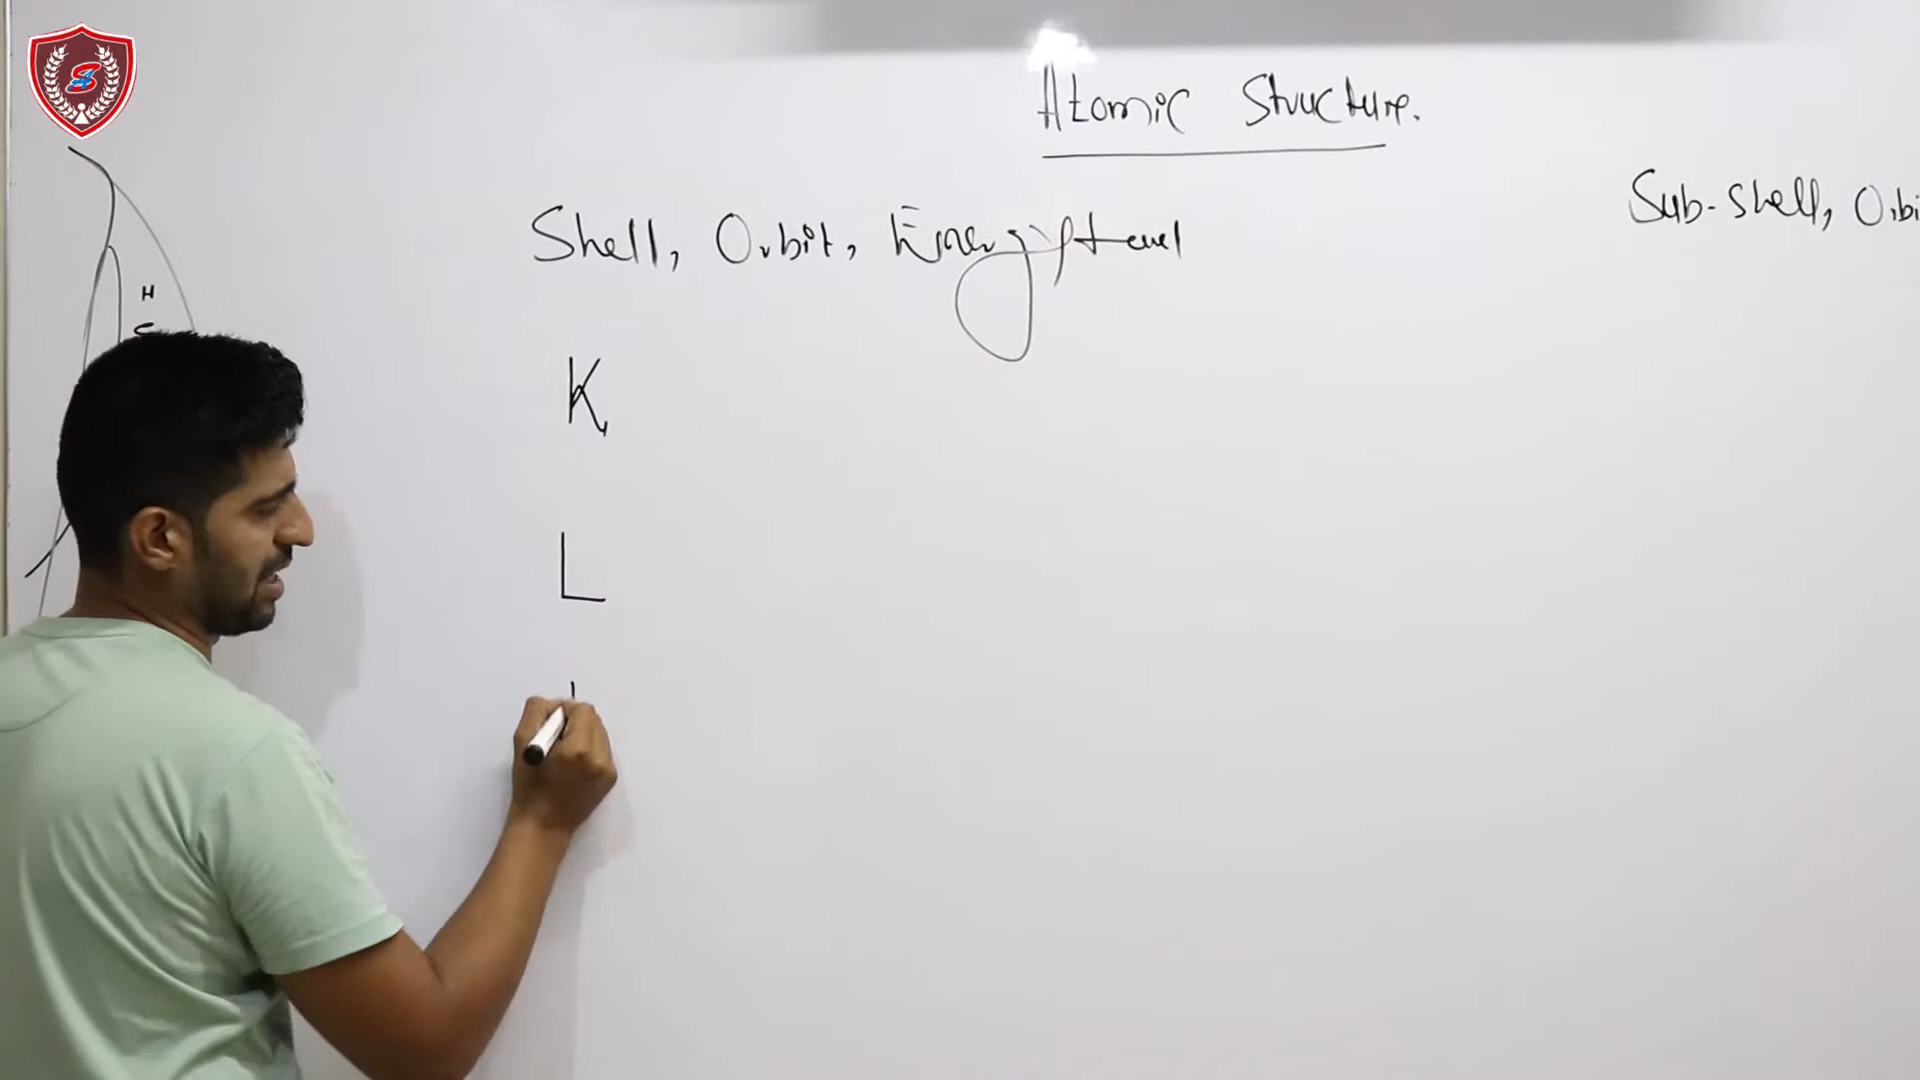 Atomic Structure.
Shell, Orbit, Energy Level
Sub-Shell, Orbi
H
K
L